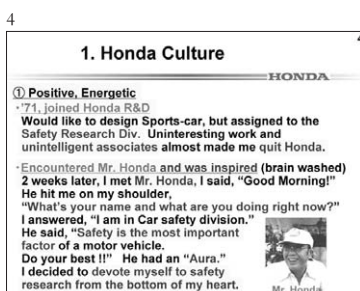 4
4
1. Honda Culture
HONDA
① Positive, Energetic
・'71, joined Honda R&D
Would like to design Sports-car, but assigned to the
Safety Research Div. Uninteresting work and
unintelligent associates almost made me quit Honda.
・Encountered Mr. Honda and was inspired (brain washed)
2 weeks later, I met Mr. Honda, I said, “Good Morning!”
He hit me on my shoulder,
“What's your name and what are you doing right now?”
I answered, “I am in Car safety division.”
He said, “Safety is the most important
factor of a motor vehicle.
Do your best !!” He had an “Aura.”
I decided to devote myself to safety
research from the bottom of my heart.
Mr. Honda